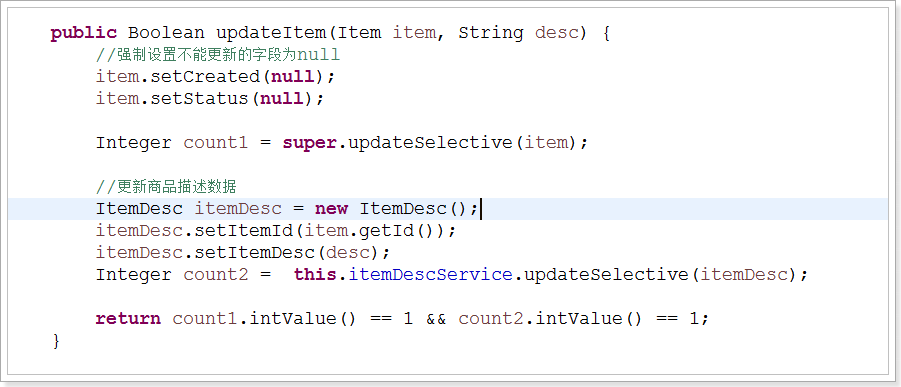 public Boolean updateItem(Item item, String desc) {
//强制设置不能更新的字段为null
item.setCreated(null);
item.setStatus(null);
Integer count1 = super.updateSelective(item);
//更新商品描述数据
ItemDesc itemDesc = new ItemDesc();
itemDesc.setItemId(item.getId());
itemDesc.setItemDesc(desc);
Integer count2 =  this.itemDescService.updateSelective(itemDesc);
return count1.intValue() == 1 && count2.intValue() == 1;
}